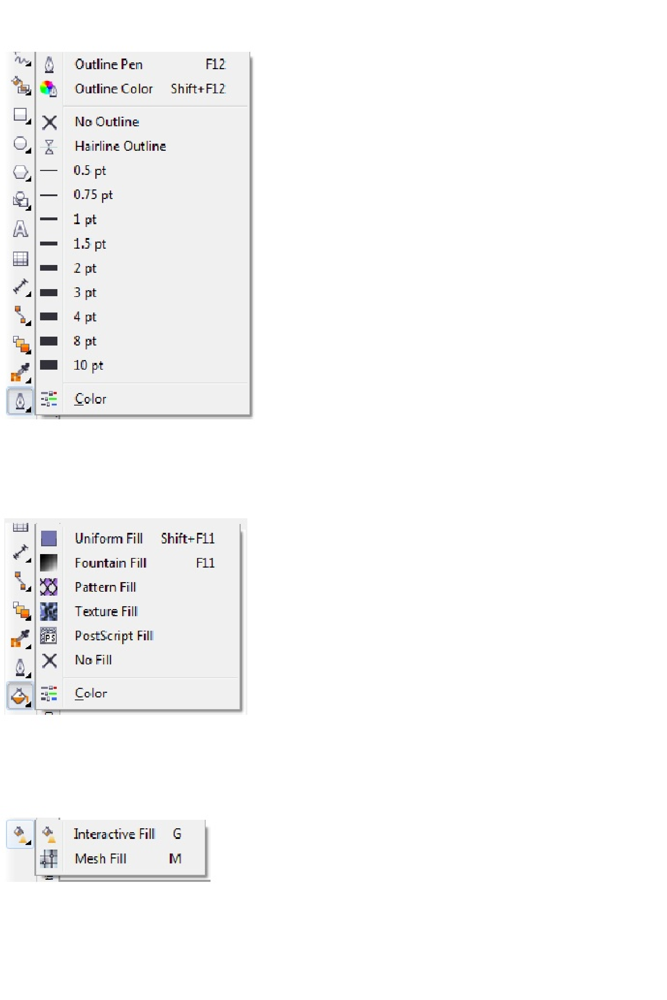 Outline Pen F12
Outline Color Shift+F12
No Outline
Hairline Outline
0.5 pt
0.75 pt
1 pt
1.5 pt
2 pt
3 pt
4 pt
8 pt
10 pt
Color
Uniform Fill Shift+F11
Fountain Fill F11
Pattern Fill
Texture Fill
PostScript Fill
No Fill
Color
Interactive Fill G
Mesh Fill M